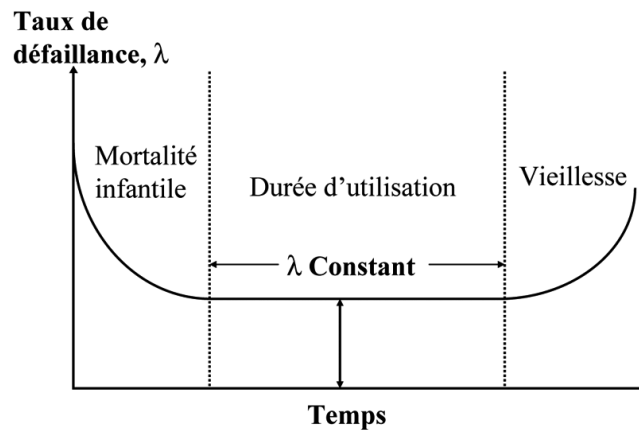 Taux de
défaillance, λ
Mortalité
infantile
Durée d’utilisation
Vieillesse
λ Constant
Temps